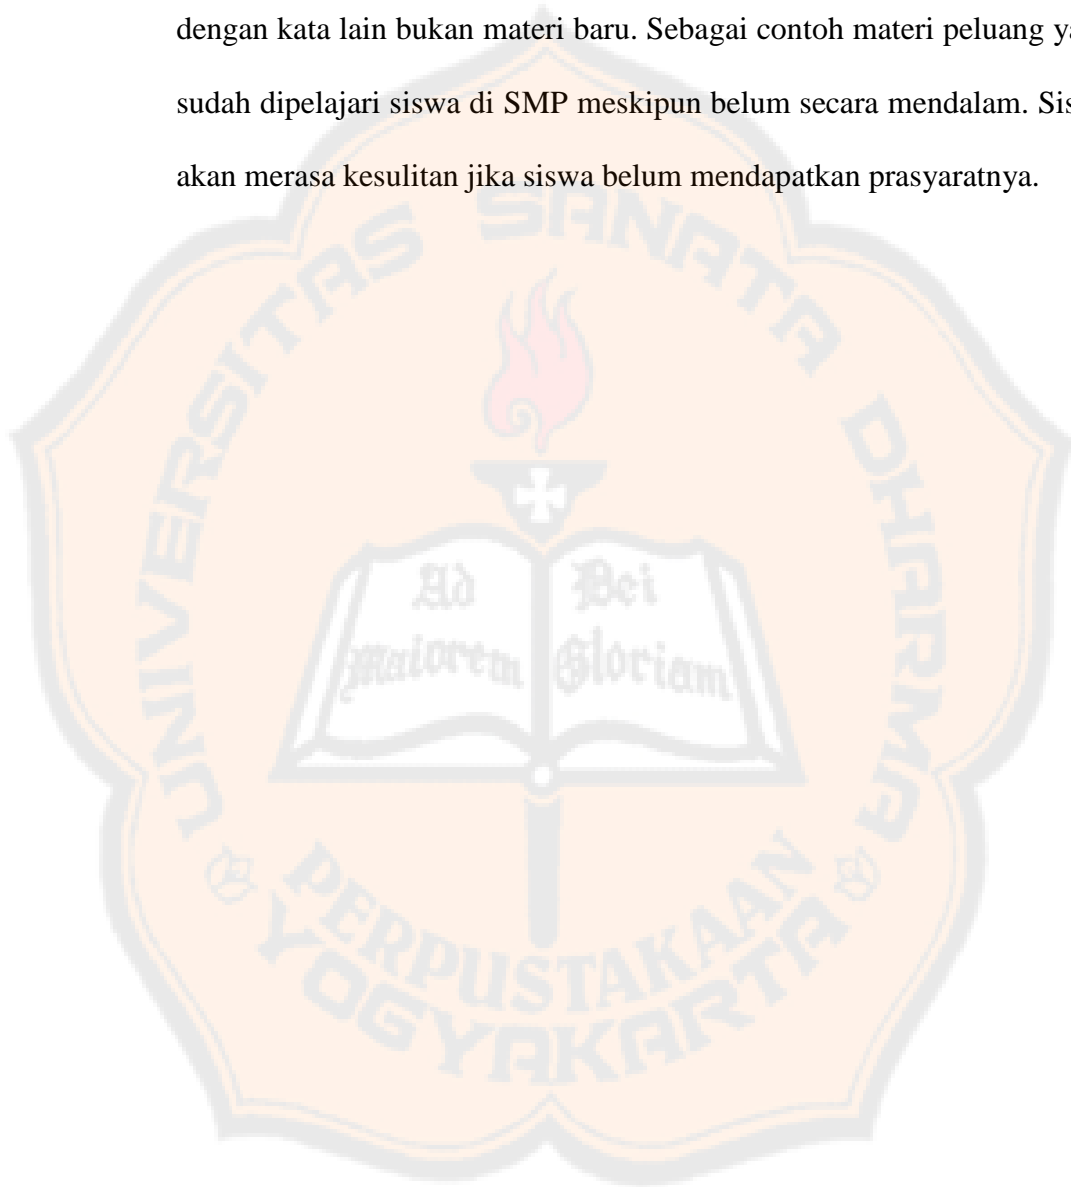 dengan kata lain bukan materi baru. Sebagai contoh materi peluang ya
sudah dipelajari siswa di SMP meskipun belum secara mendalam. Sis
akan merasa kesulitan jika siswa belum mendapatkan prasyaratnya.
UNIVERSITAS SANATA DHARMA
Ad Dei
Maiorem Gloriam
PERPUSTAKAAN
YOGYAKARTA